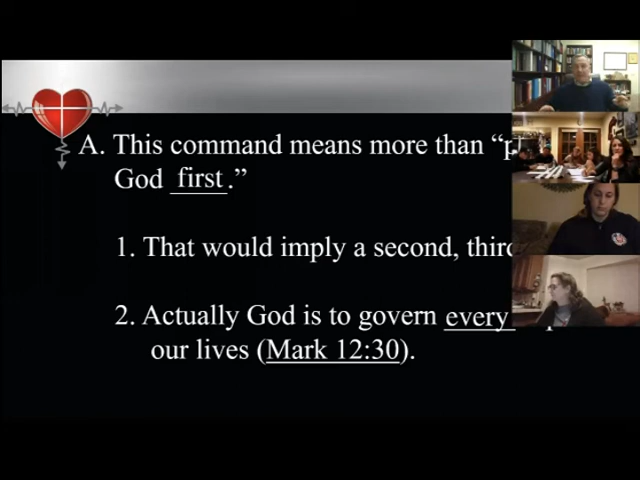 A. This command means more than “p
God first.”
1. That would imply a second, third
2. Actually God is to govern every
our lives (Mark 12:30).